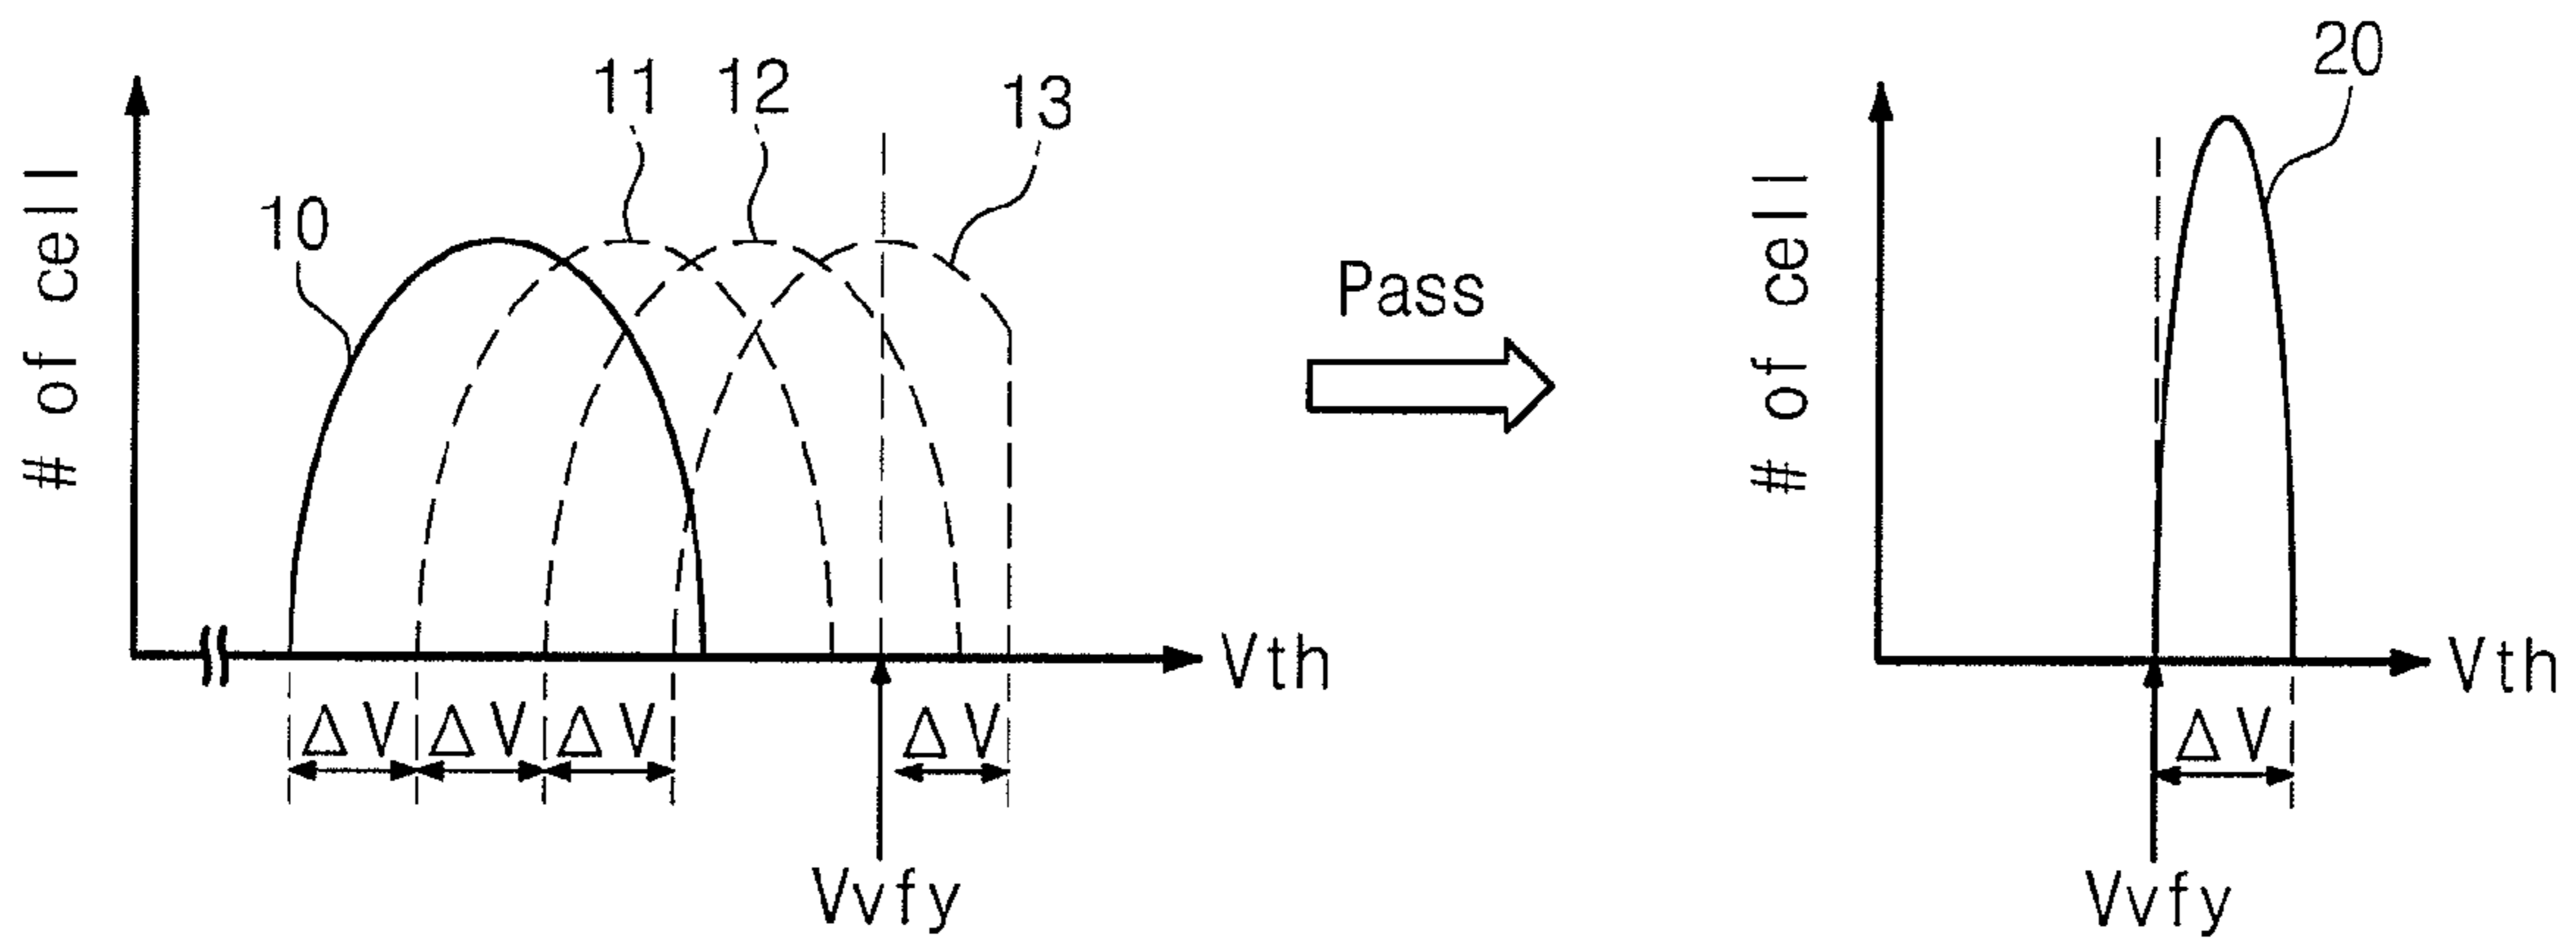 # of cell
10
11
12
13
Vth
ΔV
ΔV
ΔV
ΔV
Vvfy
Pass
# of cell
20
Vth
ΔV
Vvfy